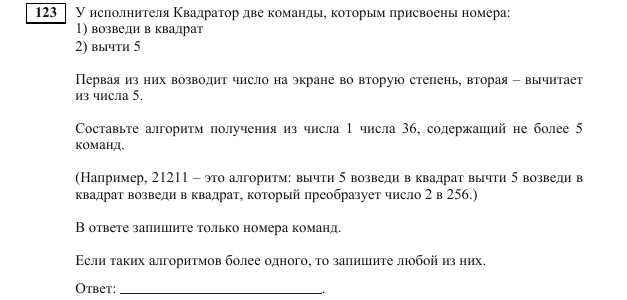 123 У исполнителя Квадратор две команды, которым присвоены номера:
1) возведи в квадрат
2) вычти 5
Первая из них возводит число на экране во вторую степень, вторая – вычитает
из числа 5.
Составьте алгоритм получения из числа 1 числа 36, содержащий не более 5
команд.
(Например, 21211 – это алгоритм: вычти 5 возведи в квадрат вычти 5 возведи в
квадрат возведи в квадрат, который преобразует число 2 в 256.)
В ответе запишите только номера команд.
Если таких алгоритмов более одного, то запишите любой из них.
Ответ: ___________________________.